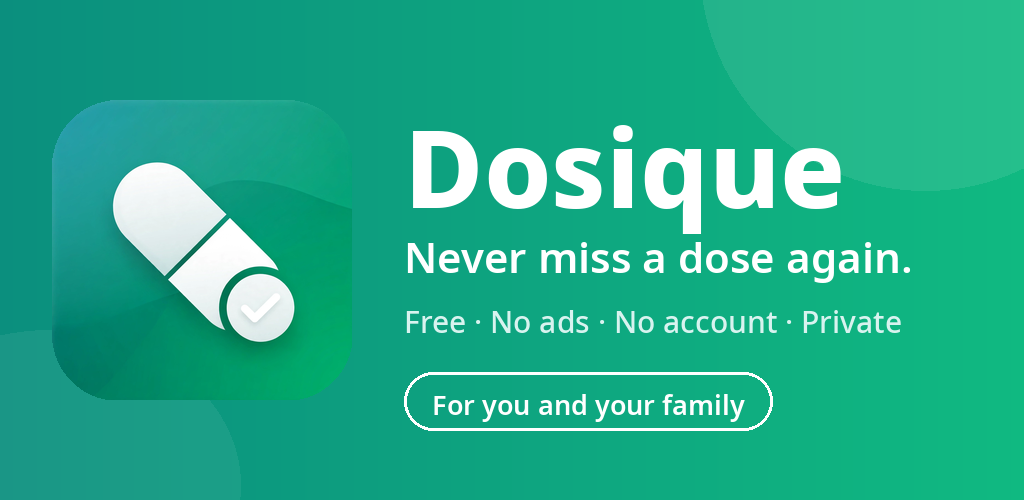 Dosique
Never miss a dose again.
Free · No ads · No account · Private
For you and your family